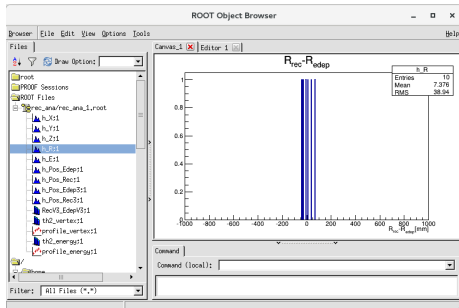 ROOT Object Browser
Browser File Edit View Options Tools Help
Files
Canvas_1 Editor 1
Draw Option:
root
PROOF Sessions
ROOT Files
rec_ana/rec_ana_1.root
h_X;1
h_Y;1
h_Z;1
h_R;1
h_E;1
h_Pos_Edep;1
h_Pos_Rec;1
h_Pos_Edep3;1
h_Pos_Rec3;1
RecV3_EdepV3;1
th2_vertex;1
profile_vertex;1
th2_energy;1
profile_energy;1
/
home
Filter: All Files (*.*)
Rrec-Redep
h_R
Entries 10
Mean 7.376
RMS 38.94
1
0.8
0.6
0.4
0.2
0
-1000 -800 -600 -400 -200 0 200 400 600 800 1000
Rrec-Redep[mm]
Command
Command (local):